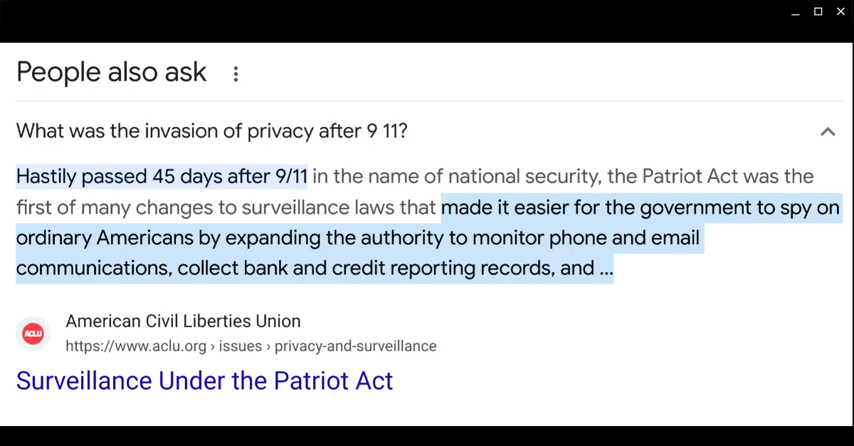 People also ask
What was the invasion of privacy after 9 11?
Hastily passed 45 days after 9/11 in the name of national security, the Patriot Act was the
first of many changes to surveillance laws that made it easier for the government to spy on
ordinary Americans by expanding the authority to monitor phone and email
communications, collect bank and credit reporting records, and ...
ACLU
American Civil Liberties Union
https://www.aclu.org › issues › privacy-and-surveillance
Surveillance Under the Patriot Act